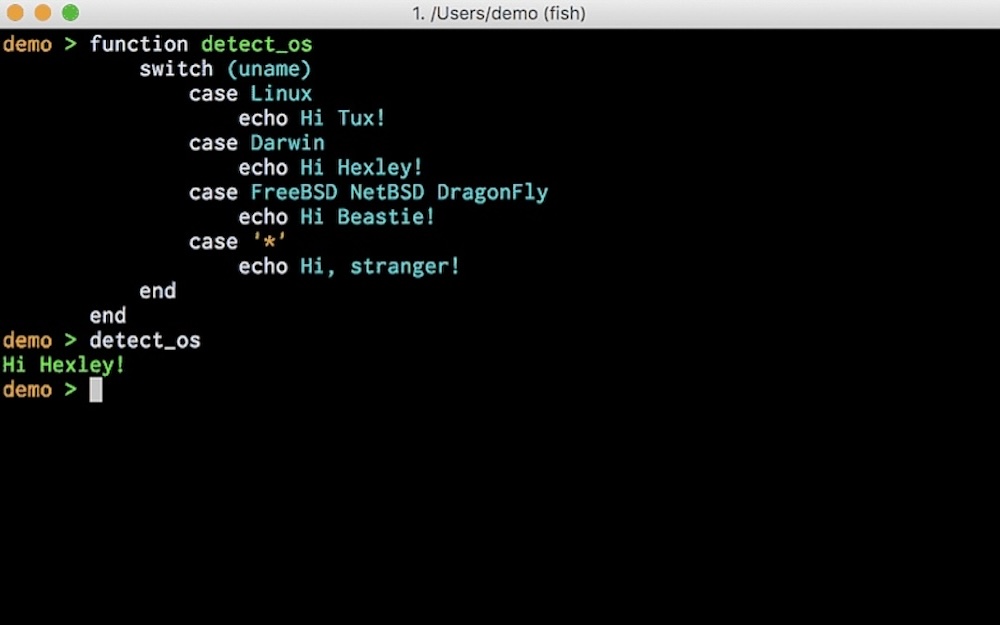 1. /Users/demo (fish)
demo > function detect_os
switch (uname)
case Linux
echo Hi Tux!
case Darwin
echo Hi Hexley!
case FreeBSD NetBSD DragonFly
echo Hi Beastie!
case '*'
echo Hi, stranger!
end
end
demo > detect_os
Hi Hexley!
demo >